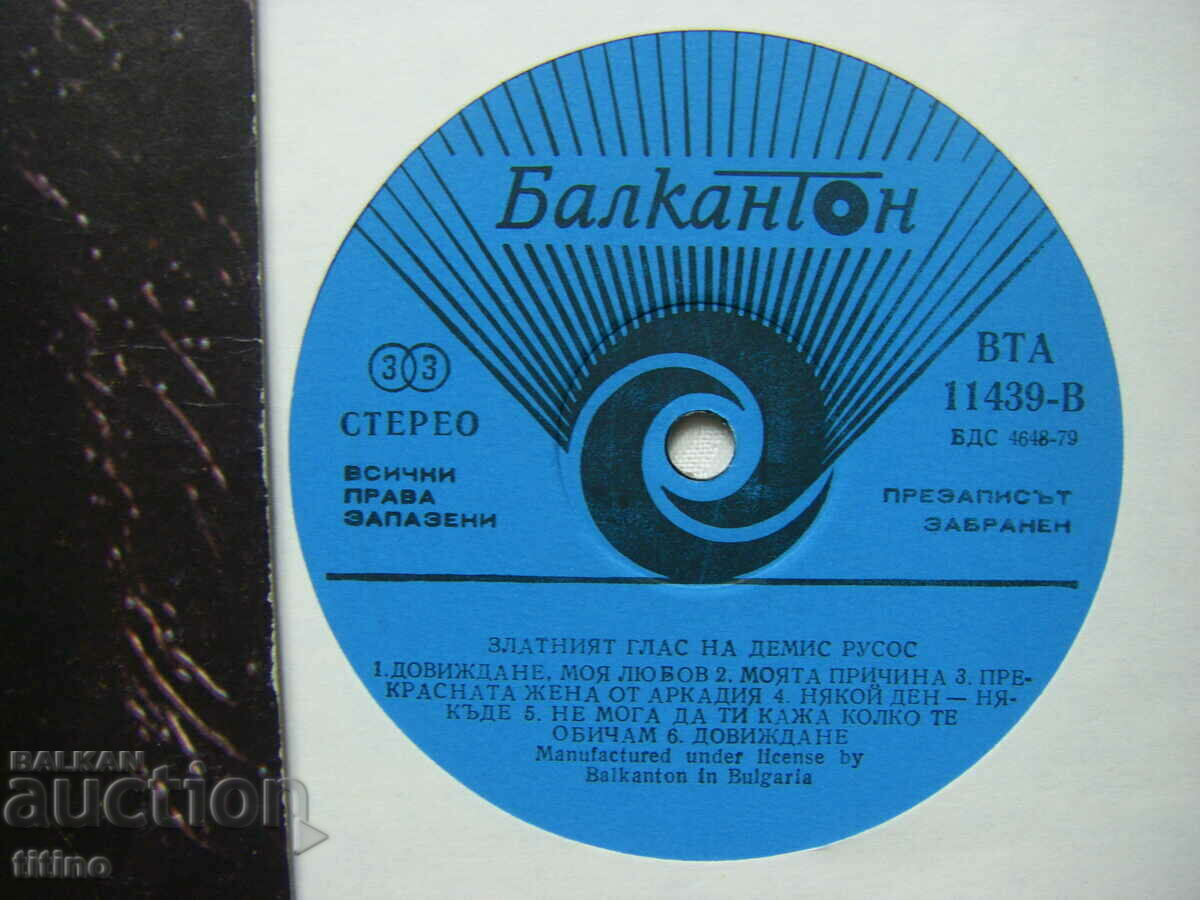 Балкантон
33
СТЕРЕО
ВСИЧКИ
ПРАВА
ЗАПАЗЕНИ
ВТА
11439-В
БДС 4648-79
ПРЕЗАПИСЪТ
ЗАБРАНЕН
ЗЛАТНИЯТ ГЛАС НА ДЕМИС РУСОС
1.ДОВИЖДАНЕ, МОЯ ЛЮБОВ 2. МОЯТА ПРИЧИНА 3. ПРЕ-
КРАСНАТА ЖЕНА ОТ АРКАДИЯ 4. НЯКОЙ ДЕН — НЯ-
КЪДЕ 5. НЕ МОГА ДА ТИ КАЖА КОЛКО ТЕ
ОБИЧАМ 6. ДОВИЖДАНЕ
Manufactured under license by
Balkanton in Bulgaria
BALKAN
auction
titino